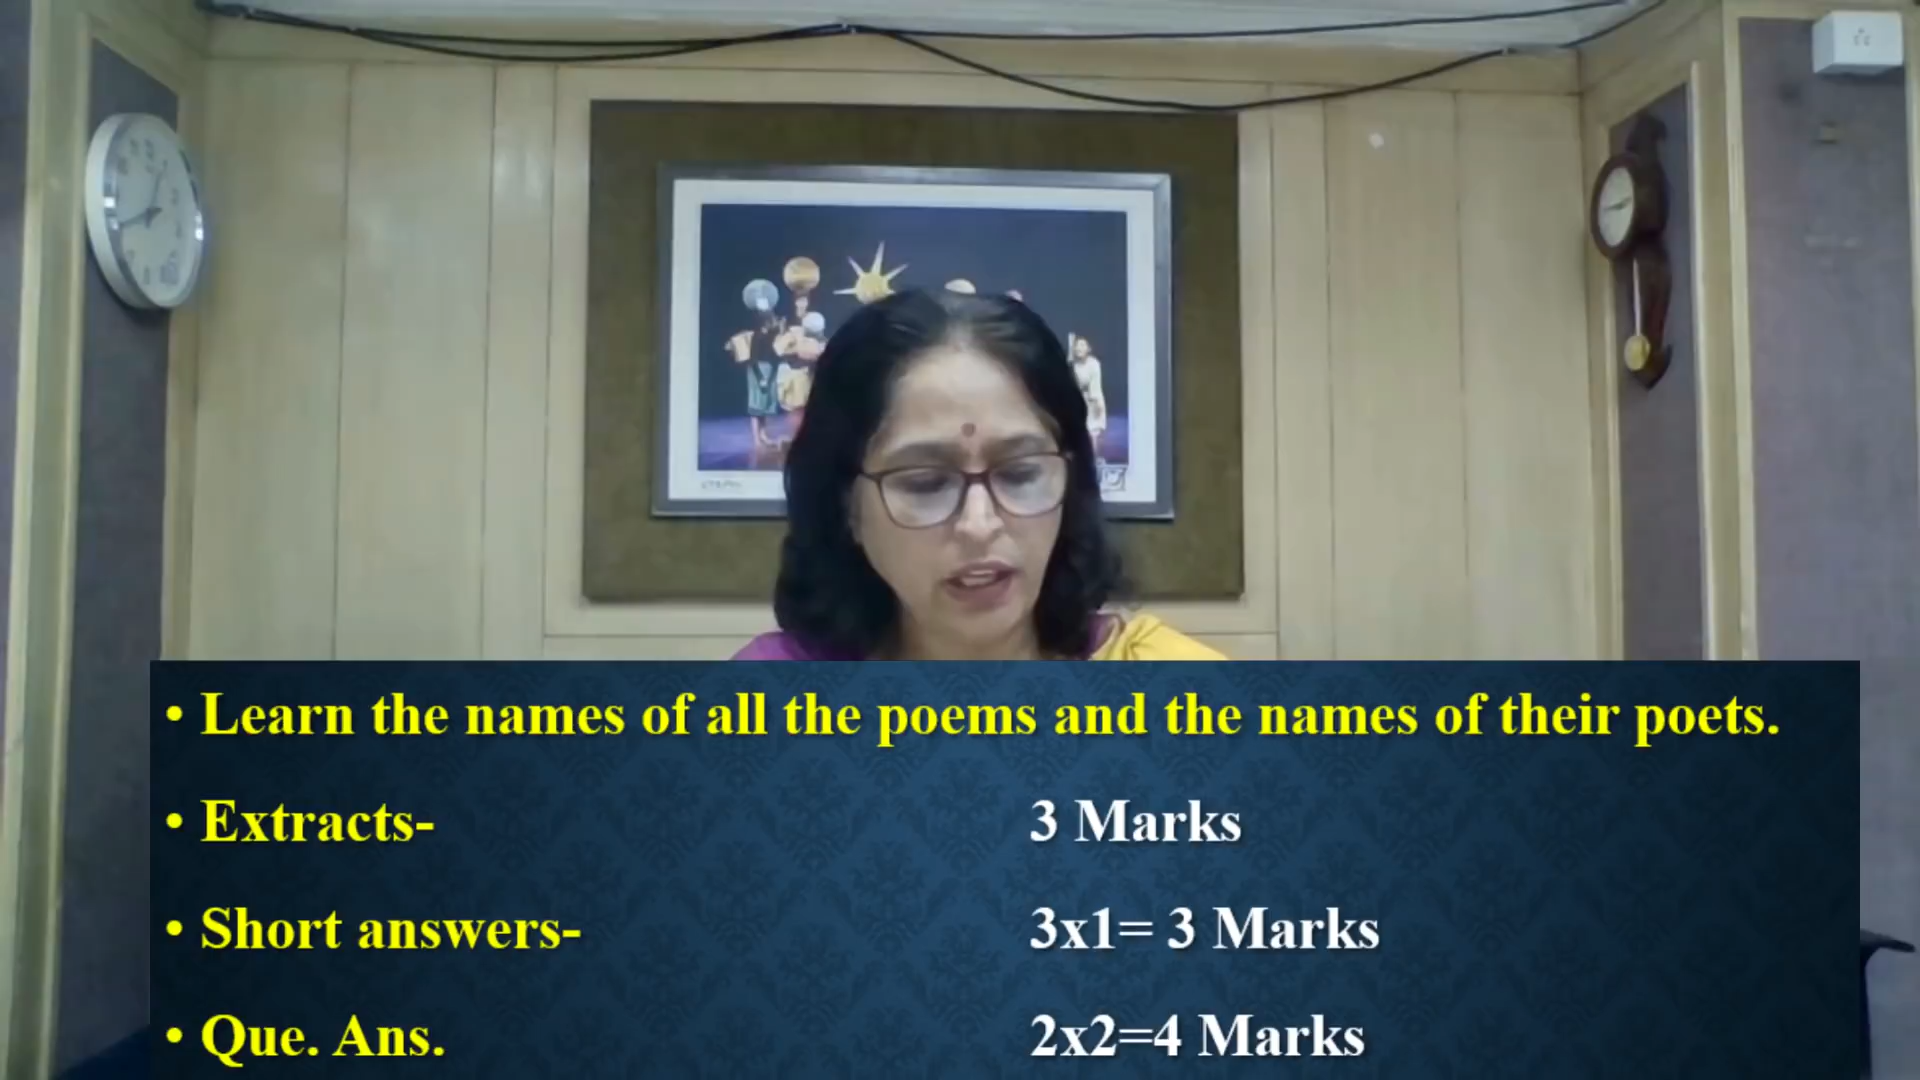 • Learn the names of all the poems and the names of their poets.
• Extracts- 3 Marks
• Short answers- 3x1= 3 Marks
• Que. Ans. 2x2=4 Marks